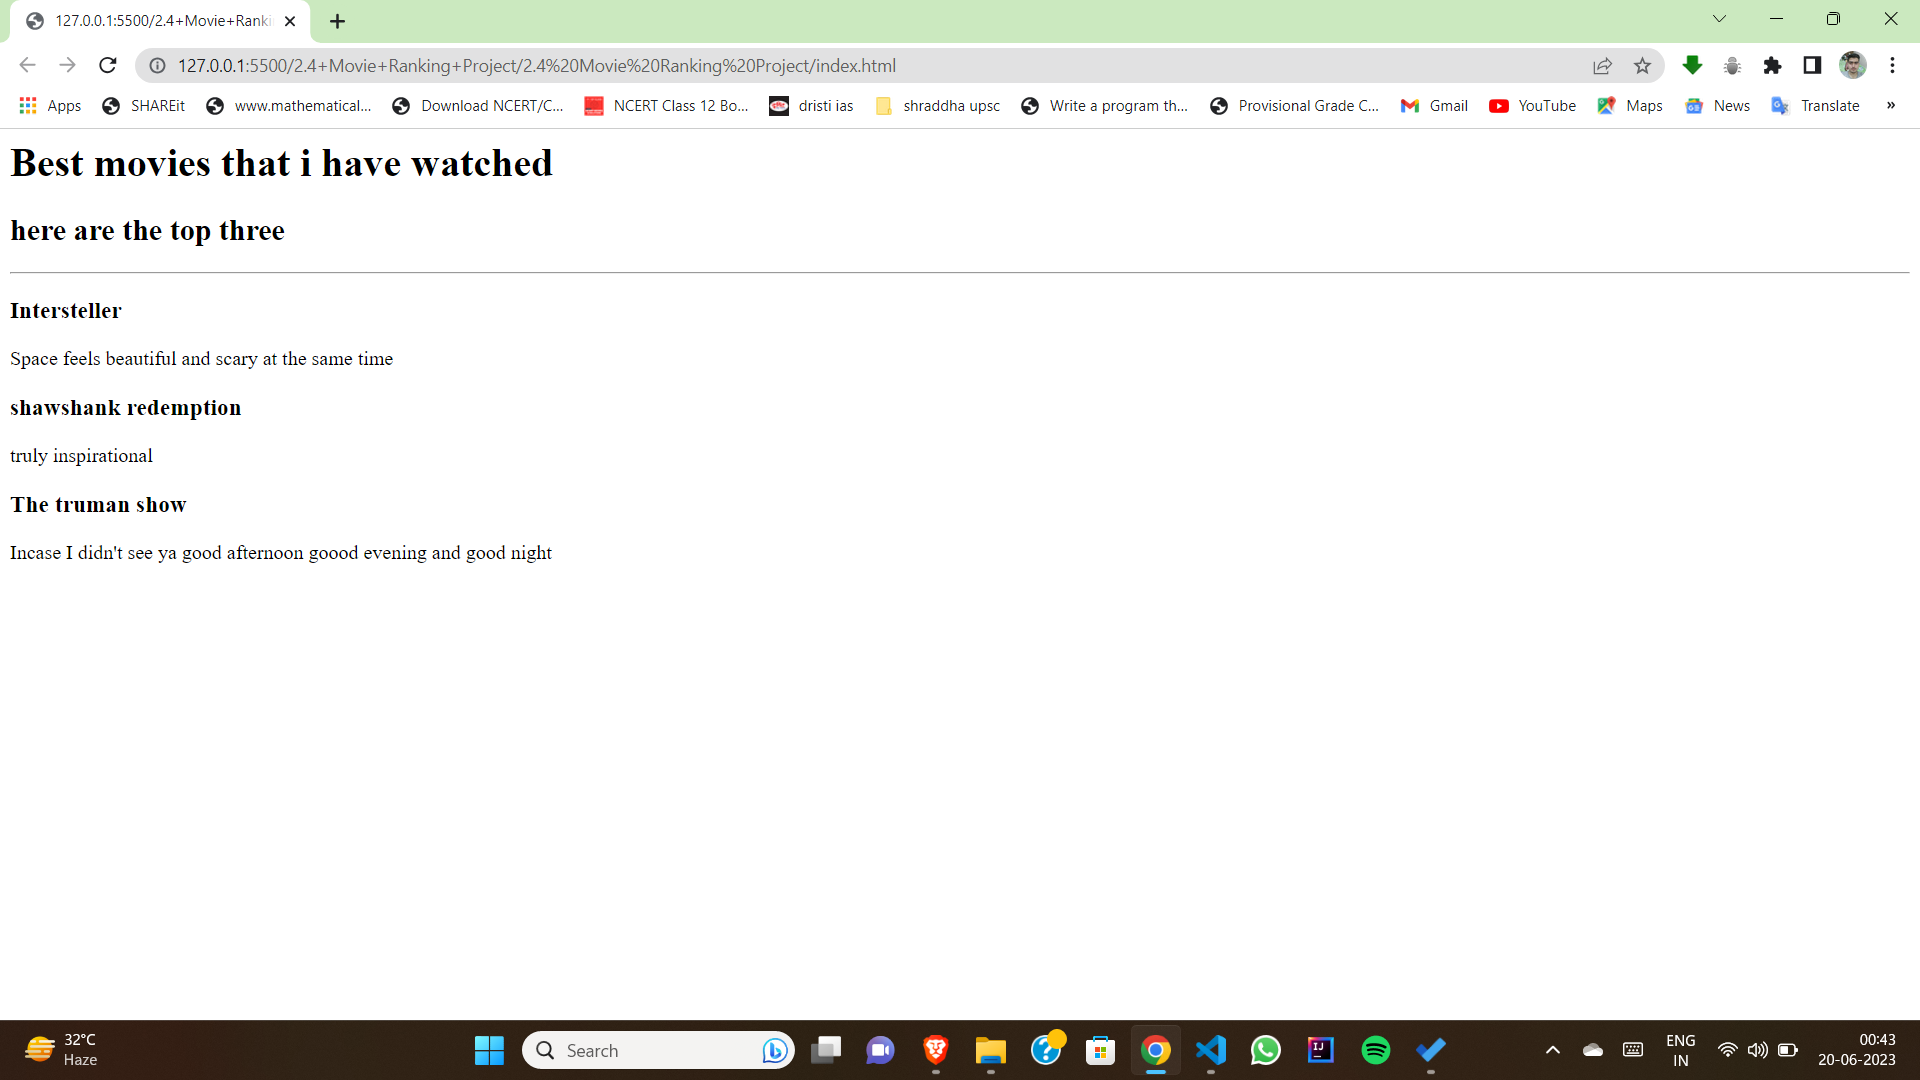 127.0.0.1:5500/2.4+Movie+Ranki
127.0.0.1:5500/2.4+Movie+Ranking+Project/2.4%20Movie%20Ranking%20Project/index.html
Apps SHAREit www.mathematical... Download NCERT/C... NCERT Class 12 Bo... dristi ias shraddha upsc Write a program th... Provisional Grade C... Gmail YouTube Maps News Translate »
Best movies that i have watched
here are the top three
Intersteller
Space feels beautiful and scary at the same time
shawshank redemption
truly inspirational
The truman show
Incase I didn't see ya good afternoon goood evening and good night
32°C
Haze
Search
IJ
ENG
IN
00:43
20-06-2023